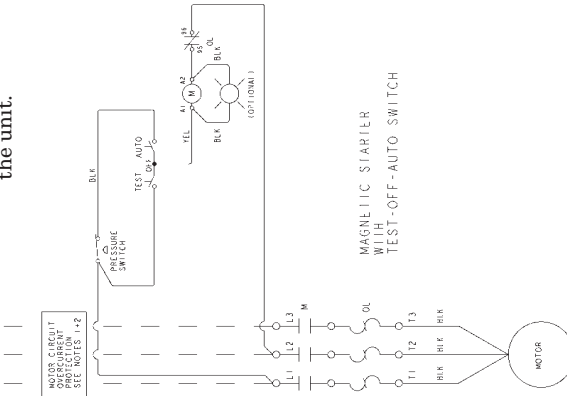 the unit.
MOTOR CIRCUIT
OVERCURRENT
PROTECTION
SEE NOTES 1+2
BLK
PRESSURE
SWITCH
TEST OFF AUTO
YEL
A1
M
A2
95
96
OL
BLK
BLK
(OPTIONAL)
L1
L2
L3
M
OL
T1
T2
T3
BLK
BLK
BLK
MOTOR
MAGNETIC STARTER
WITH
TEST-OFF-AUTO SWITCH